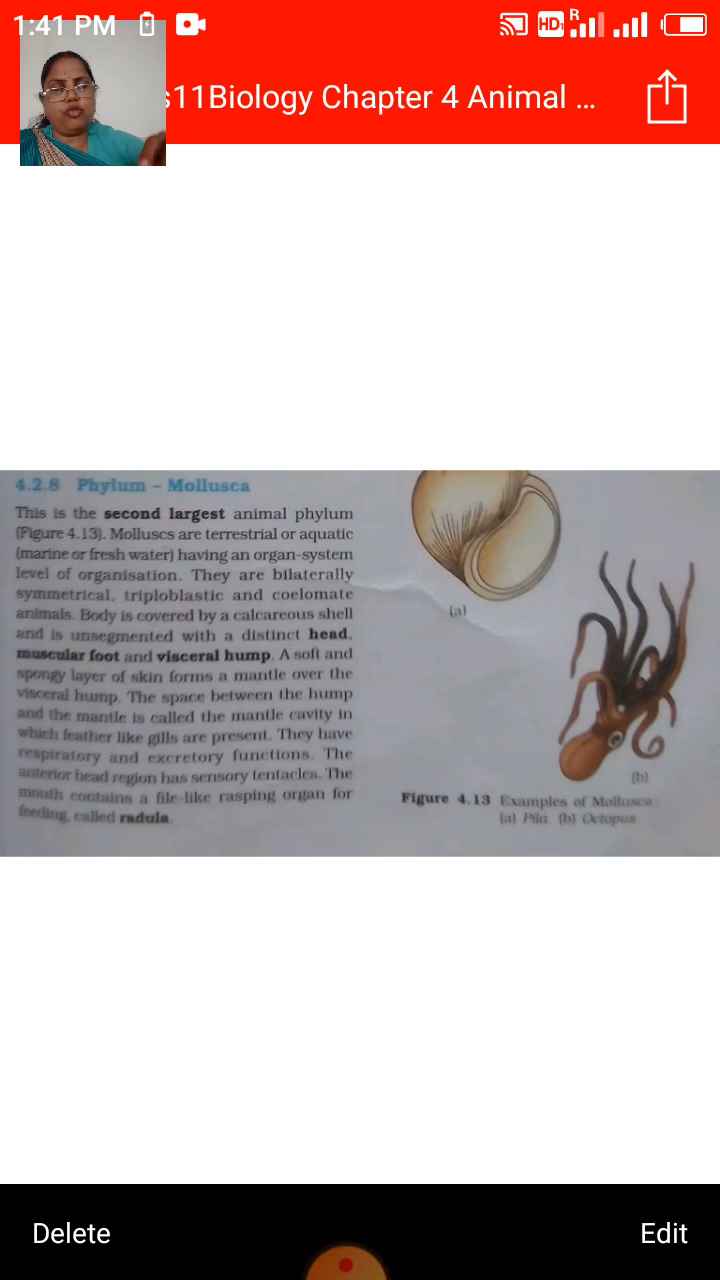 1:41 PM
HD
R
s11Biology Chapter 4 Animal ...
4.2.8 Phylum – Mollusca
This is the second largest animal phylum
(Figure 4.13). Molluscs are terrestrial or aquatic
(marine or fresh water) having an organ-system
level of organisation. They are bilaterally
symmetrical, triploblastic and coelomate
animals. Body is covered by a calcareous shell
and is unsegmented with a distinct head,
muscular foot and visceral hump. A soft and
spongy layer of skin forms a mantle over the
visceral hump. The space between the hump
and the mantle is called the mantle cavity in
which feather like gills are present. They have
respiratory and excretory functions. The
anterior head region has sensory tentacles. The
mouth contains a file-like rasping organ for
feeding, called radula.
(a)
(b)
Figure 4.13 Examples of Mollusca :
(a) Pila (b) Octopus
Delete
Edit